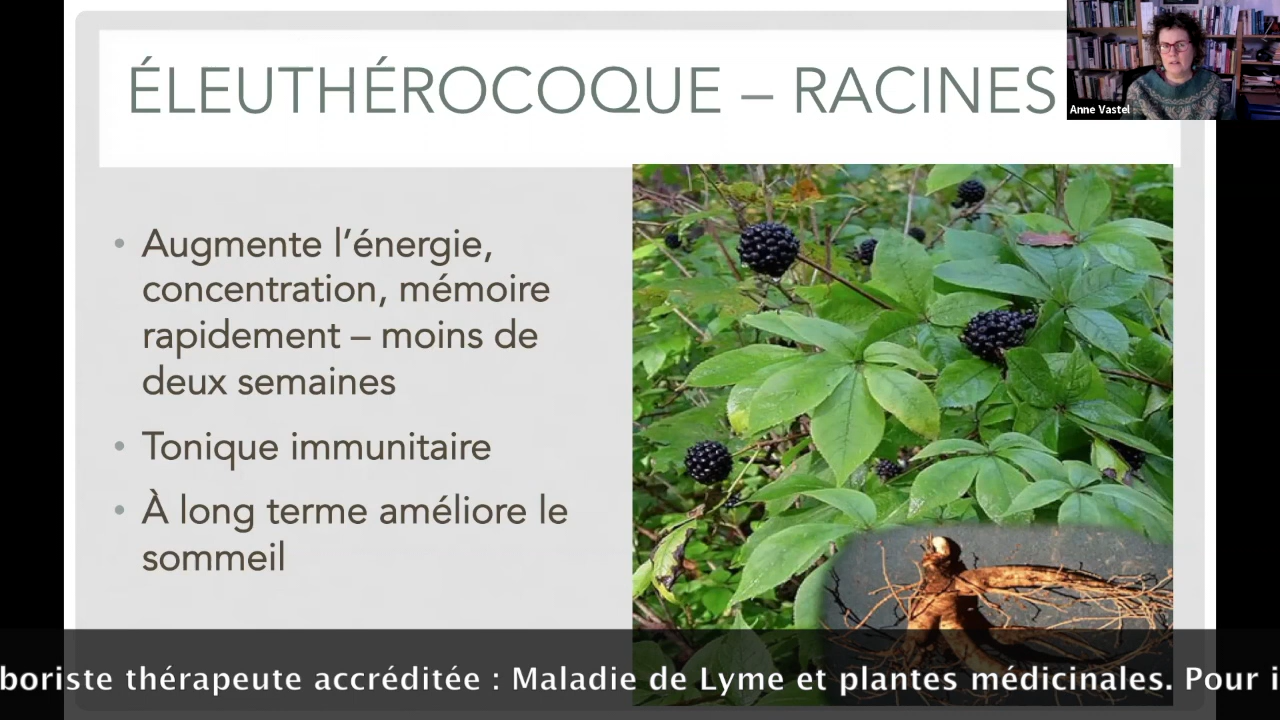 ÉLEUTHÉROCOQUE – RACINES
Anne Vastel
• Augmente l’énergie,
concentration, mémoire
rapidement – moins de
deux semaines
• Tonique immunitaire
• À long terme améliore le
sommeil
boriste thérapeute accréditée : Maladie de Lyme et plantes médicinales. Pour i